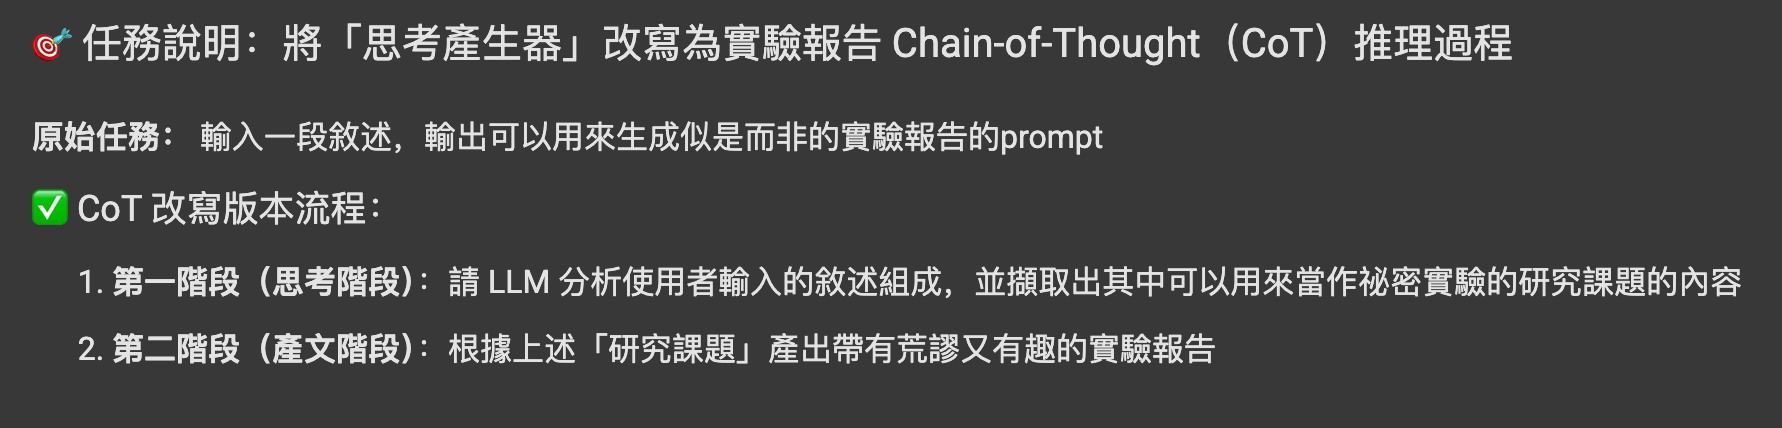 🎯 任務說明：將「思考產生器」改寫為實驗報告 Chain-of-Thought（CoT）推理過程
原始任務： 輸入一段敘述，輸出可以用來生成似是而非的實驗報告的prompt
✅ CoT 改寫版本流程：
1. 第一階段（思考階段）：請 LLM 分析使用者輸入的敘述組成，並擷取出其中可以用來當作祕密實驗的研究課題的內容
2. 第二階段（產文階段）：根據上述「研究課題」產出帶有荒謬又有趣的實驗報告